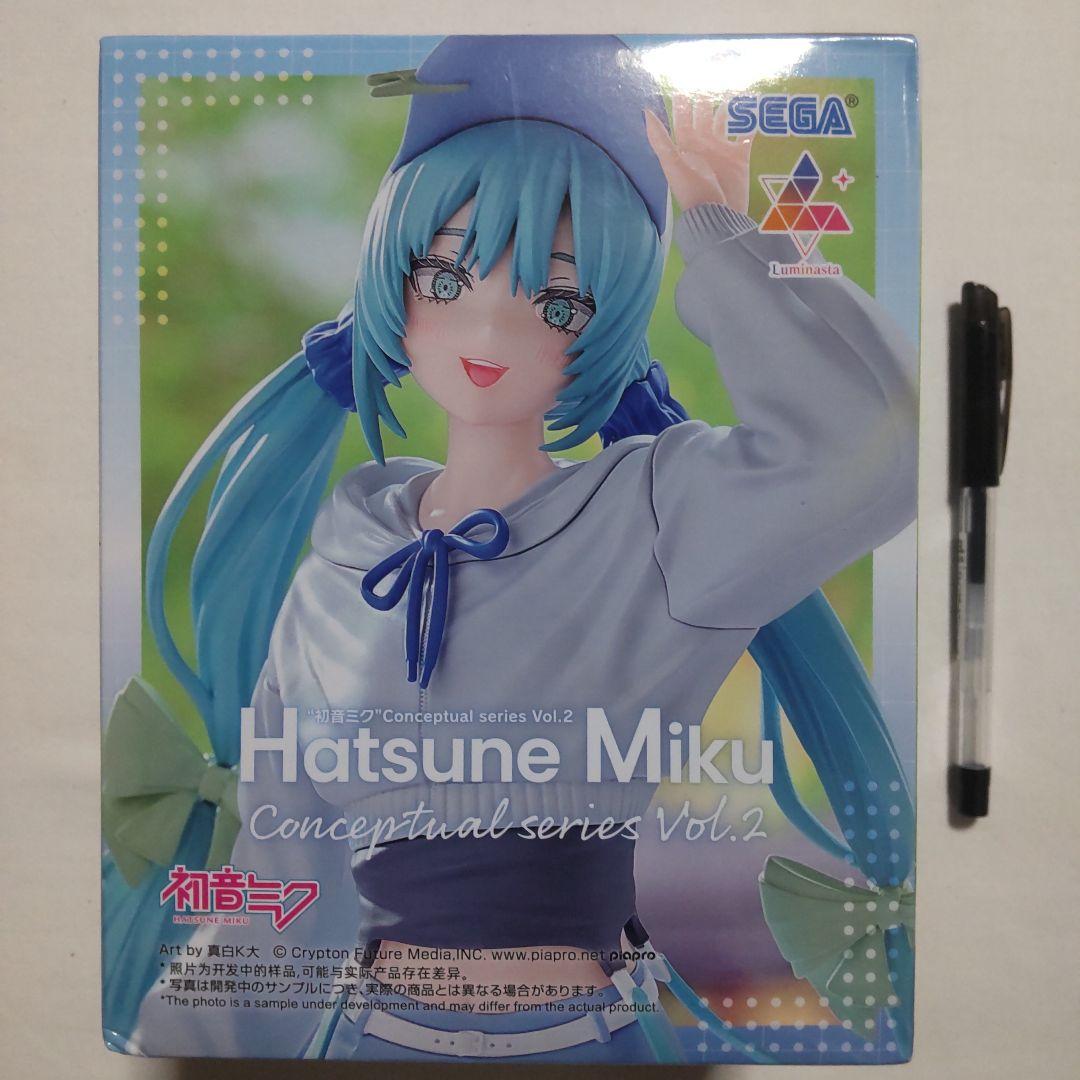 SEGA®
Luminasta
"初音ミク"Conceptual series Vol.2
Hatsune Miku
Conceptual series Vol.2
初音ミク
HATSUNE MIKU
Art by 真白K大 © Crypton Future Media,INC. www.piapro.net piapro
* 照片为开发中的样品,可能与实际产品存在差异。
* 写真は開発中のサンプルにつき、実際の商品とは異なる場合があります。
*The photo is a sample under development and may differ from the actual product.